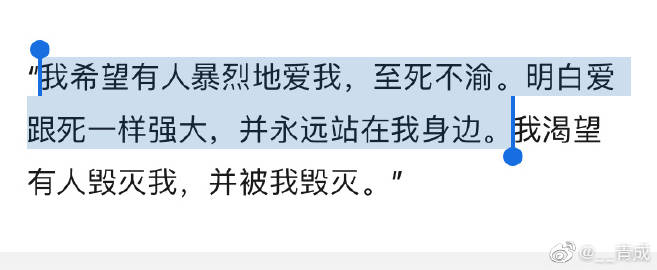 “我希望有人暴烈地爱我，至死不渝。明白爱
跟死一样强大，并永远站在我身边。我渴望
有人毁灭我，并被我毁灭。”
@__青成